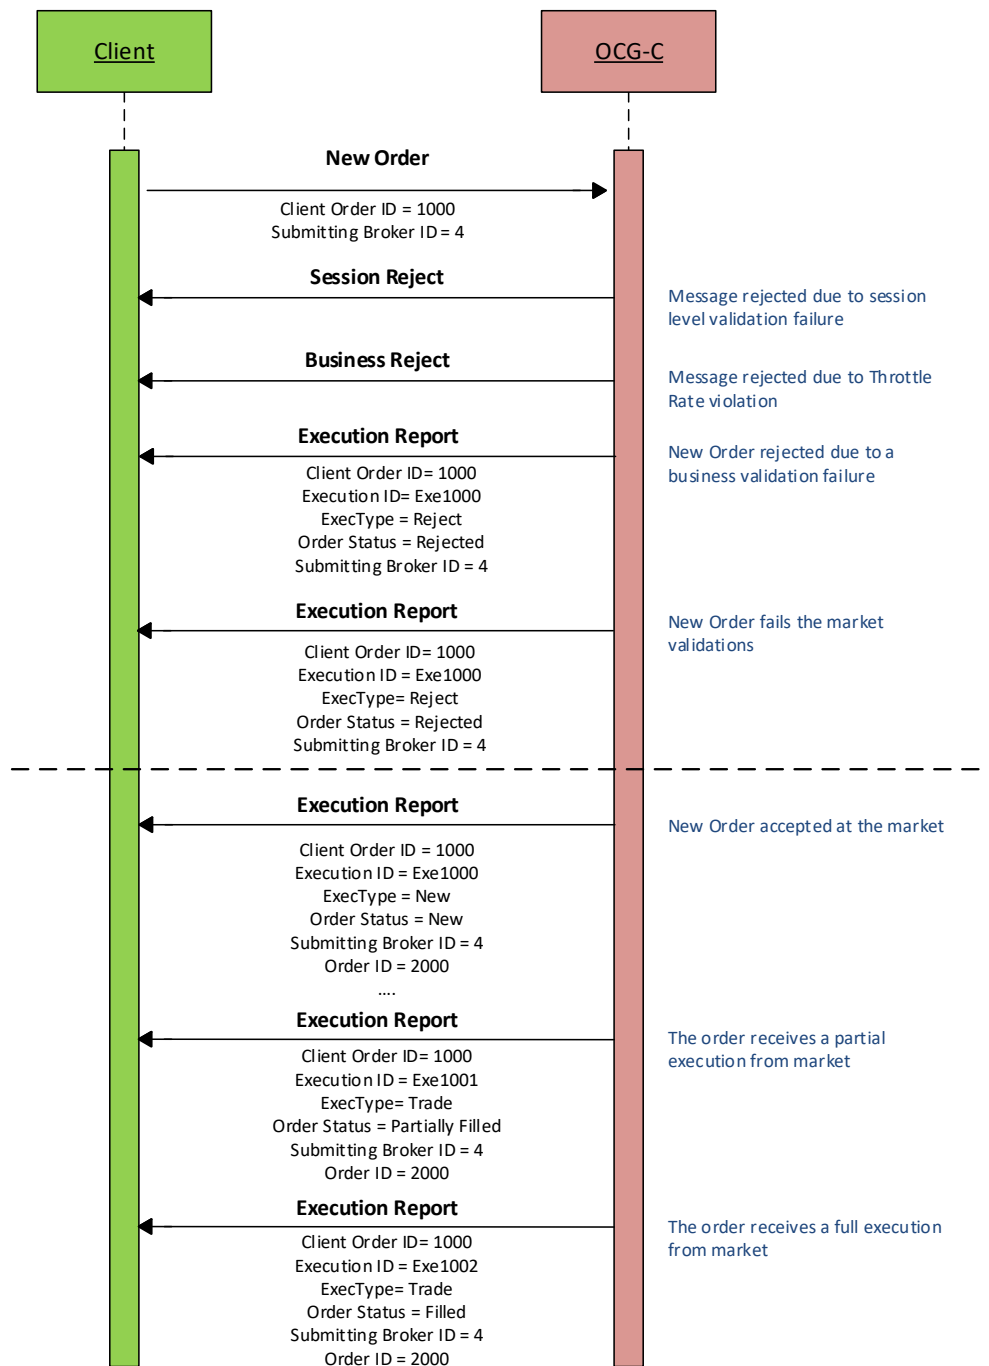 Client
OCG-C
New Order
Client Order ID = 1000
Submitting Broker ID = 4
Session Reject
Message rejected due to session
level validation failure
Business Reject
Message rejected due to Throttle
Rate violation
Execution Report
New Order rejected due to a
business validation failure
Client Order ID= 1000
Execution ID= Exe1000
ExecType = Reject
Order Status = Rejected
Submitting Broker ID = 4
Execution Report
New Order fails the market
validations
Client Order ID= 1000
Execution ID = Exe1000
ExecType= Reject
Order Status = Rejected
Submitting Broker ID = 4
Execution Report
New Order accepted at the market
Client Order ID = 1000
Execution ID = Exe1000
ExecType = New
Order Status = New
Submitting Broker ID = 4
Order ID = 2000
....
Execution Report
The order receives a partial
execution from market
Client Order ID= 1000
Execution ID = Exe1001
ExecType= Trade
Order Status = Partially Filled
Submitting Broker ID = 4
Order ID = 2000
Execution Report
The order receives a full execution
from market
Client Order ID= 1000
Execution ID = Exe1002
ExecType= Trade
Order Status = Filled
Submitting Broker ID = 4
Order ID = 2000